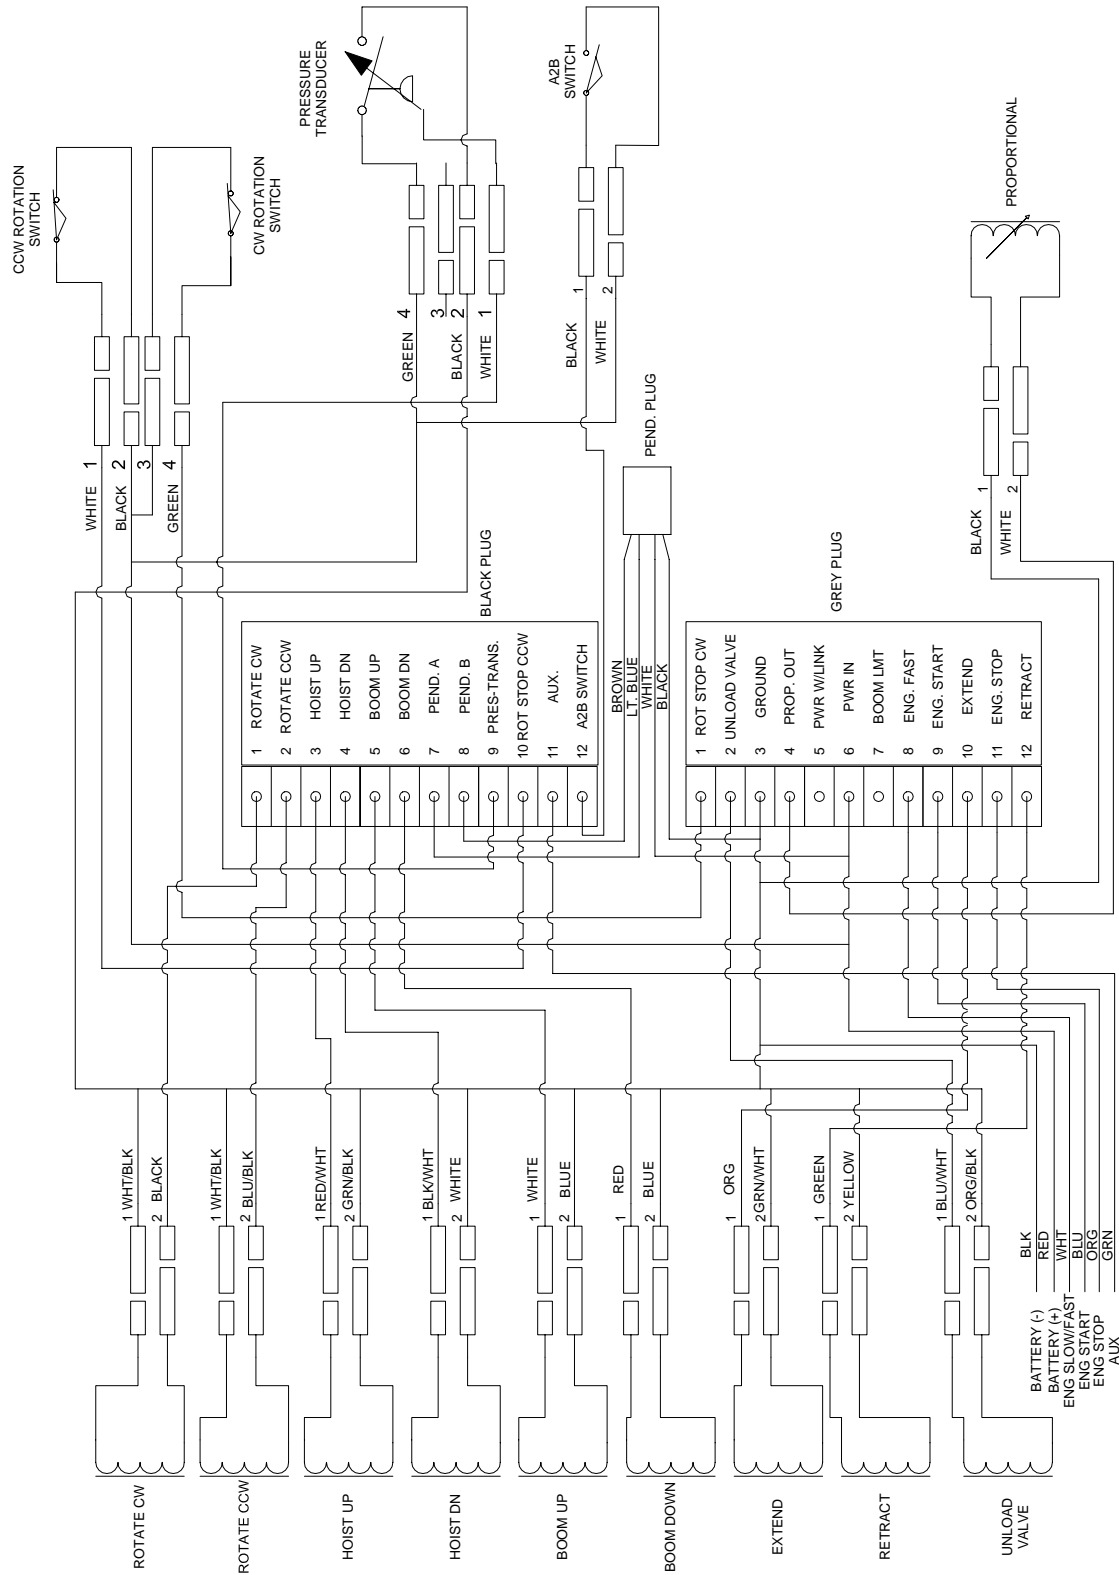 CCW ROTATION
SWITCH
CW ROTATION
SWITCH
WHITE 1
BLACK 2
3
GREEN 4
PRESSURE
TRANSDUCER
GREEN 4
3
BLACK 2
WHITE 1
A2B
SWITCH
BLACK 1
WHITE 2
PROPORTIONAL
BLACK 1
WHITE 2
PEND. PLUG
BROWN
LT. BLUE
WHITE
BLACK
BLACK PLUG
1 ROTATE CW
2 ROTATE CCW
3 HOIST UP
4 HOIST DN
5 BOOM UP
6 BOOM DN
7 PEND. A
8 PEND. B
9 PRES-TRANS.
10 ROT STOP CCW
11 AUX.
12 A2B SWITCH
GREY PLUG
1 ROT STOP CW
2 UNLOAD VALVE
3 GROUND
4 PROP. OUT
5 PWR W/LINK
6 PWR IN
7 BOOM LMT
8 ENG. FAST
9 ENG. START
10 EXTEND
11 ENG. STOP
12 RETRACT
1 WHT/BLK
2 BLACK
ROTATE CW
1 WHT/BLK
2 BLU/BLK
ROTATE CCW
1 RED/WHT
2 GRN/BLK
HOIST UP
1 BLK/WHT
2 WHITE
HOIST DN
1 WHITE
2 BLUE
BOOM UP
1 RED
2 BLUE
BOOM DOWN
1 ORG
2 GRN/WHT
EXTEND
1 GREEN
2 YELLOW
RETRACT
1 BLU/WHT
2 ORG/BLK
UNLOAD
VALVE
BATTERY (-) BLK
BATTERY (+) RED
ENG SLOW/FAST WHT
ENG START BLU
ENG STOP ORG
AUX GRN